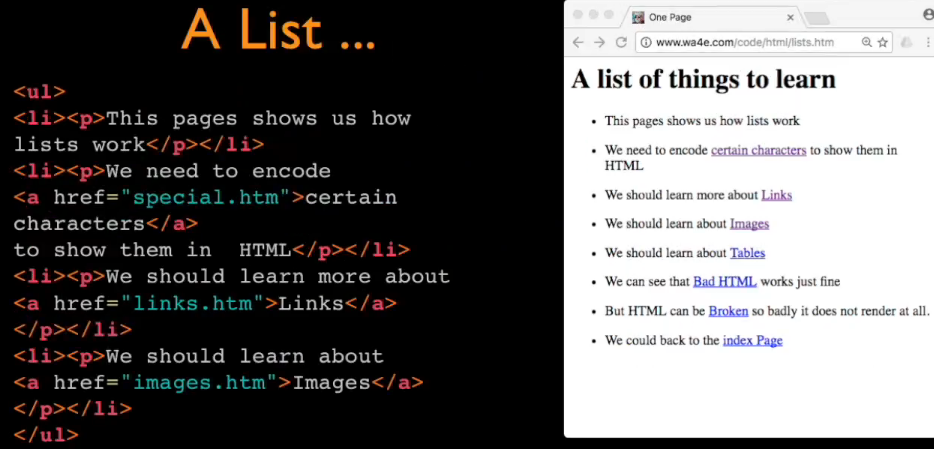 A List ...
<ul>
<li><p>This pages shows us how
lists work</p></li>
<li><p>We need to encode
<a href="special.htm">certain
characters</a>
to show them in  HTML</p></li>
<li><p>We should learn more about
<a href="links.htm">Links</a>
</p></li>
<li><p>We should learn about
<a href="images.htm">Images</a>
</p></li>
</ul>
One Page
www.wa4e.com/code/html/lists.htm
A list of things to learn
• This pages shows us how lists work
• We need to encode certain characters to show them in
HTML
• We should learn more about Links
• We should learn about Images
• We should learn about Tables
• We can see that Bad HTML works just fine
• But HTML can be Broken so badly it does not render at all.
• We could back to the index Page